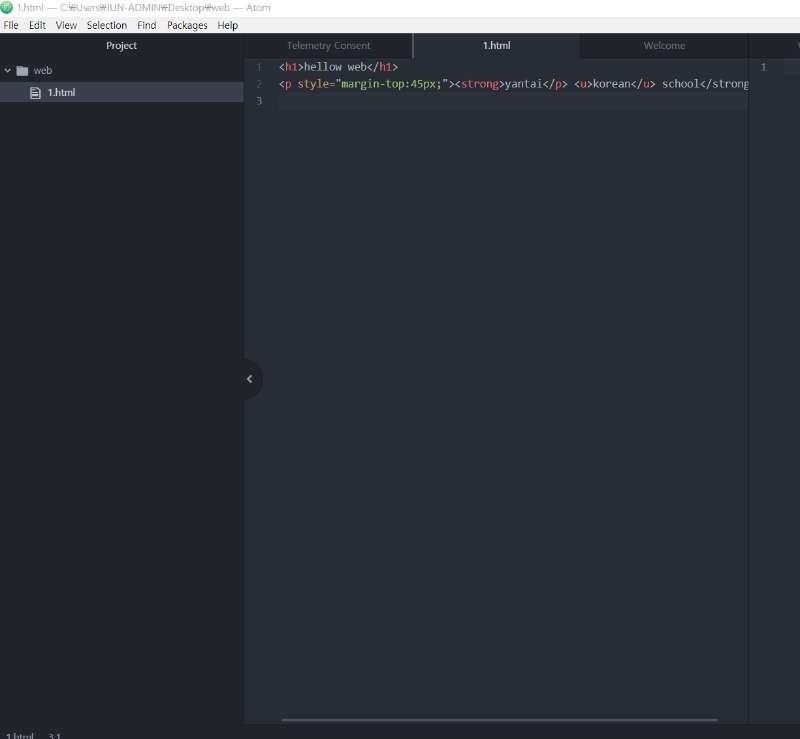 1.html — C:₩Users₩IUN-ADMIN₩Desktop₩web — Atom
File Edit View Selection Find Packages Help
Project
Telemetry Consent 1.html Welcome
web
1.html
1 <h1>hellow web</h1>
2 <p style="margin-top:45px;"><strong>yantai</p> <u>korean</u> school</strong
3
1
1.html 3:1